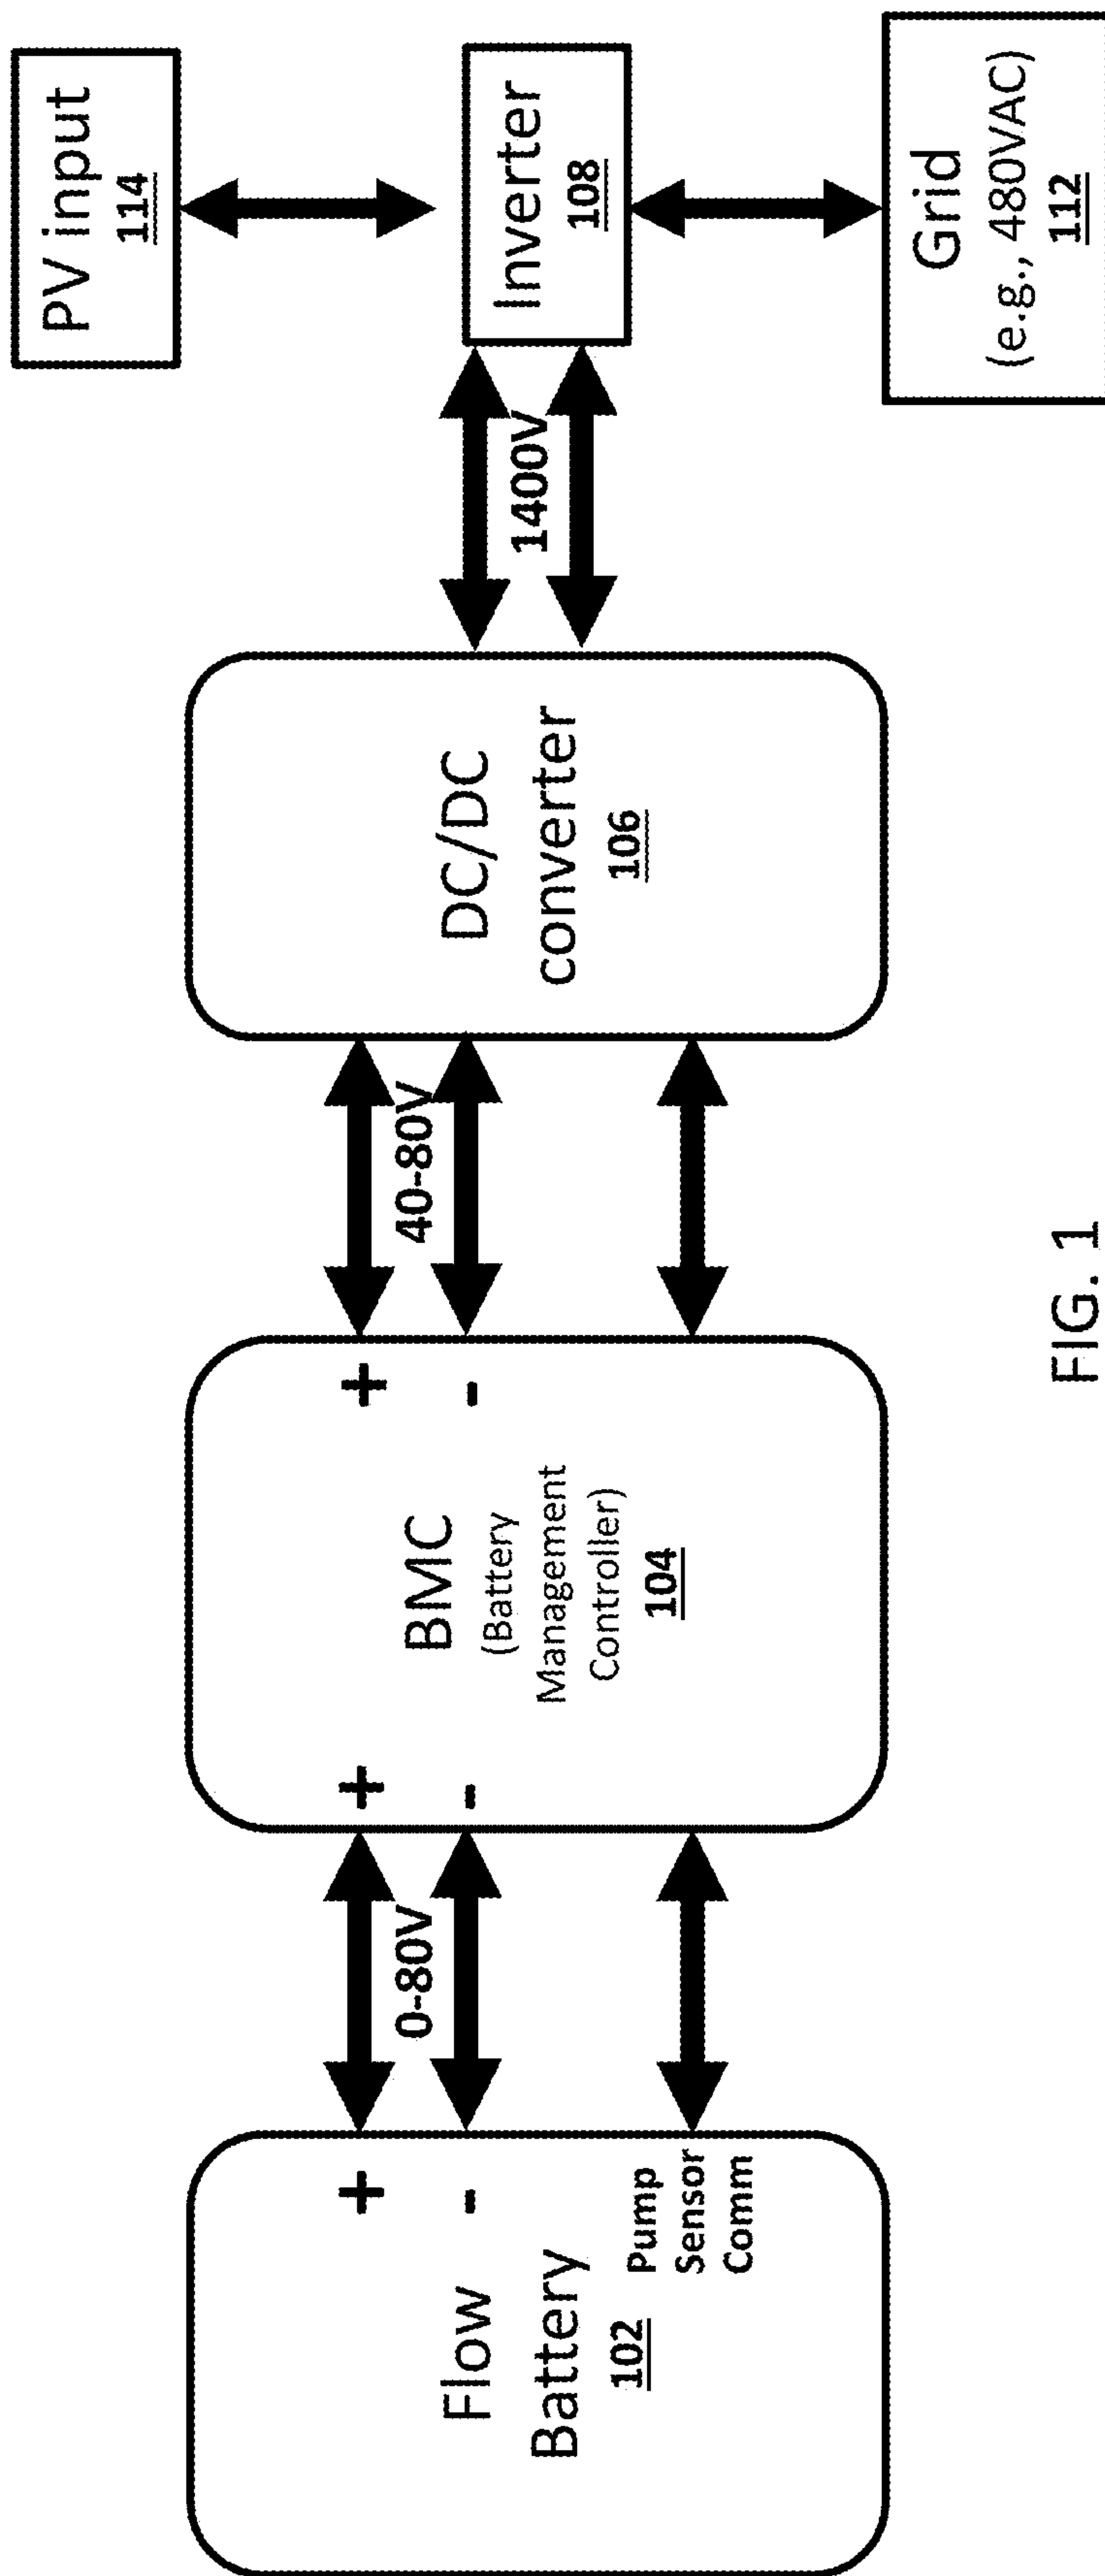 +
-
Flow
Battery
102
Pump
Sensor
Comm
0-80V
+
-
BMC
(Battery
Management
Controller)
104
+
-
40-80V
DC/DC
converter
106
1400V
PV input
114
Inverter
108
Grid
(e.g., 480VAC)
112
FIG. 1